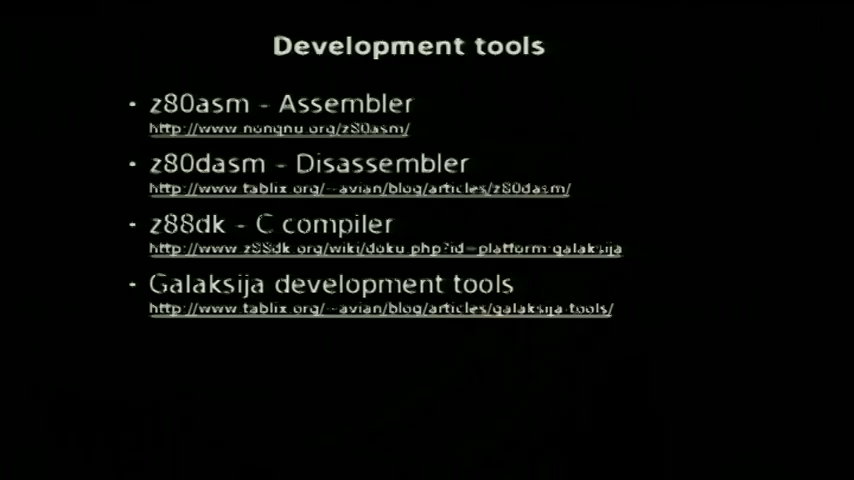 Development tools
• z80asm - Assembler
http://www.nongnu.org/z80asm/
• z80dasm - Disassembler
http://www.tablix.org/~avian/blog/articles/z80dasm/
• z88dk - C compiler
http://www.z88dk.org/wiki/doku.php?id=platform:galaksija
• Galaksija development tools
http://www.tablix.org/~avian/blog/articles/galaksija-tools/